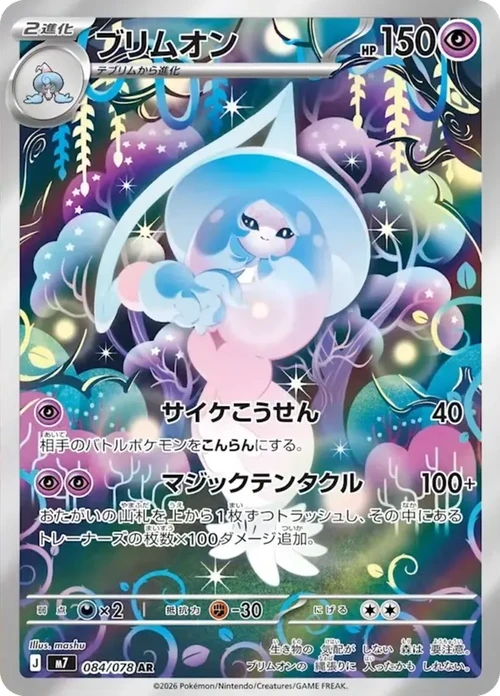 2進化
ブリムオン
HP 150
テブリムから進化
サイケこうせん 40
相手のバトルポケモンをこんらんにする。
マジックテンタクル 100+
おたがいの山札を上から1枚ずつトラッシュし、その中にある
トレーナーズの枚数×100ダメージ追加。
弱点 ×2 抵抗力 -30 にげる
Illus. mashu
J m7 084/078 AR
生き物の 気配が しない 森は 要注意。
ブリムオンの 縄張りに 入ったかも しれない。
©2026 Pokémon/Nintendo/Creatures/GAME FREAK.